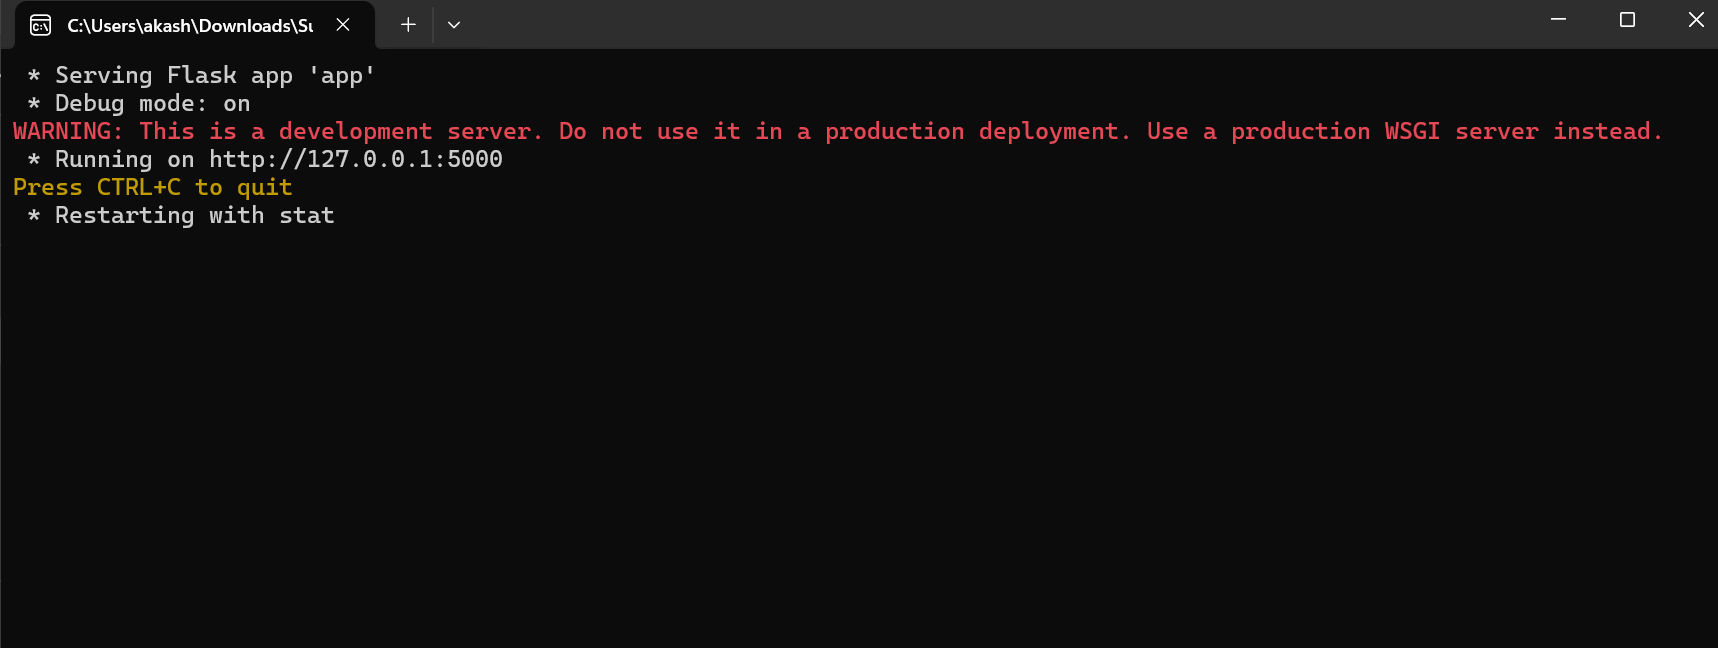 C:\Users\akash\Downloads\Su
* Serving Flask app 'app'
* Debug mode: on
WARNING: This is a development server. Do not use it in a production deployment. Use a production WSGI server instead.
* Running on http://127.0.0.1:5000
Press CTRL+C to quit
* Restarting with stat